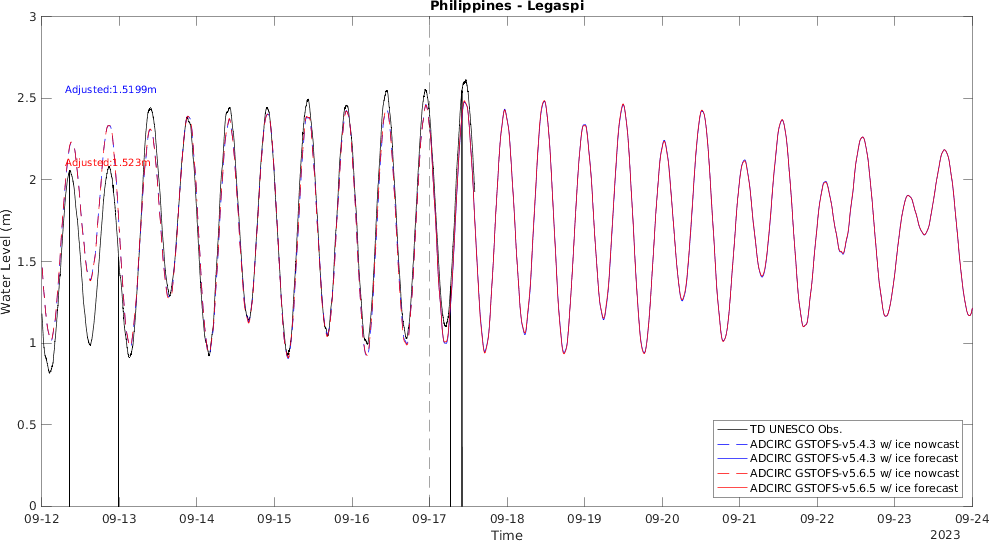 Philippines - Legaspi
3
2.5
2
1.5
1
0.5
0
Water Level (m)
Adjusted:1.5199m
Adjusted:1.523m
TD UNESCO Obs.
ADCIRC GSTOFS-v5.4.3 w/ ice nowcast
ADCIRC GSTOFS-v5.4.3 w/ ice forecast
ADCIRC GSTOFS-v5.6.5 w/ ice nowcast
ADCIRC GSTOFS-v5.6.5 w/ ice forecast
09-12 09-13 09-14 09-15 09-16 09-17 09-18 09-19 09-20 09-21 09-22 09-23 09-24
Time
2023